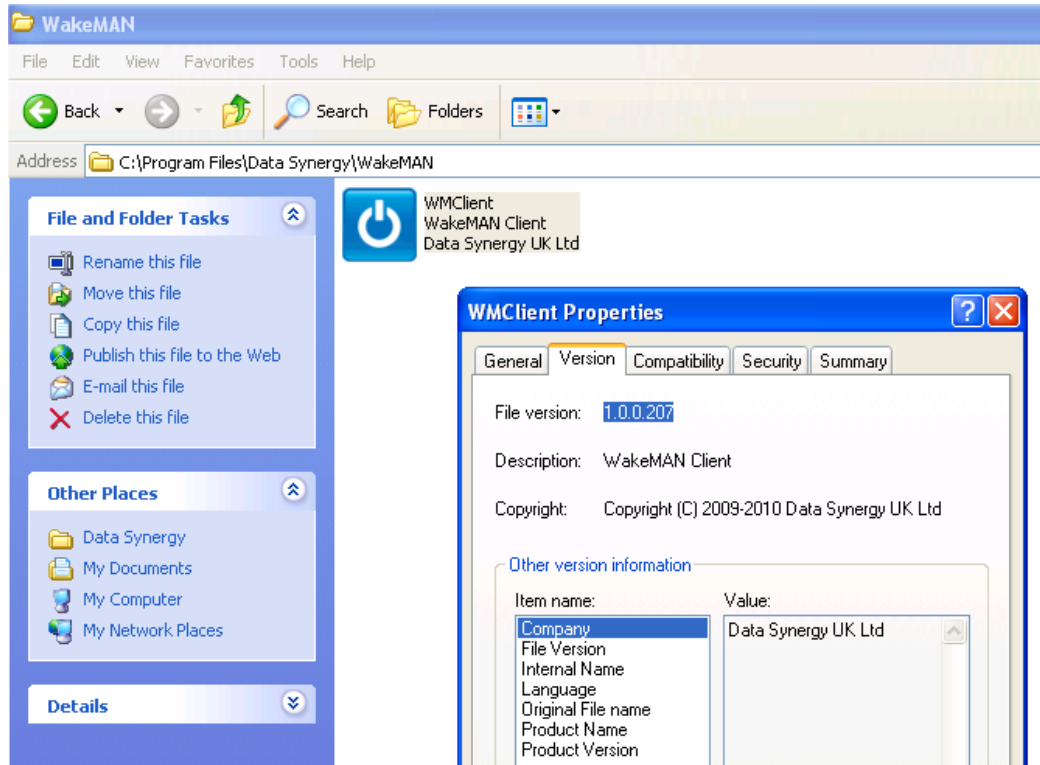 WakeMAN
File Edit View Favorites Tools Help
Back Search Folders
Address C:\Program Files\Data Synergy\WakeMAN
File and Folder Tasks
Rename this file
Move this file
Copy this file
Publish this file to the Web
E-mail this file
Delete this file
Other Places
Data Synergy
My Documents
My Computer
My Network Places
Details
WMClient
WakeMAN Client
Data Synergy UK Ltd
WMClient Properties
General Version Compatibility Security Summary
File version: 1.0.0.207
Description: WakeMAN Client
Copyright: Copyright (C) 2009-2010 Data Synergy UK Ltd
Other version information
Item name: Value:
Company Data Synergy UK Ltd
File Version
Internal Name
Language
Original File name
Product Name
Product Version